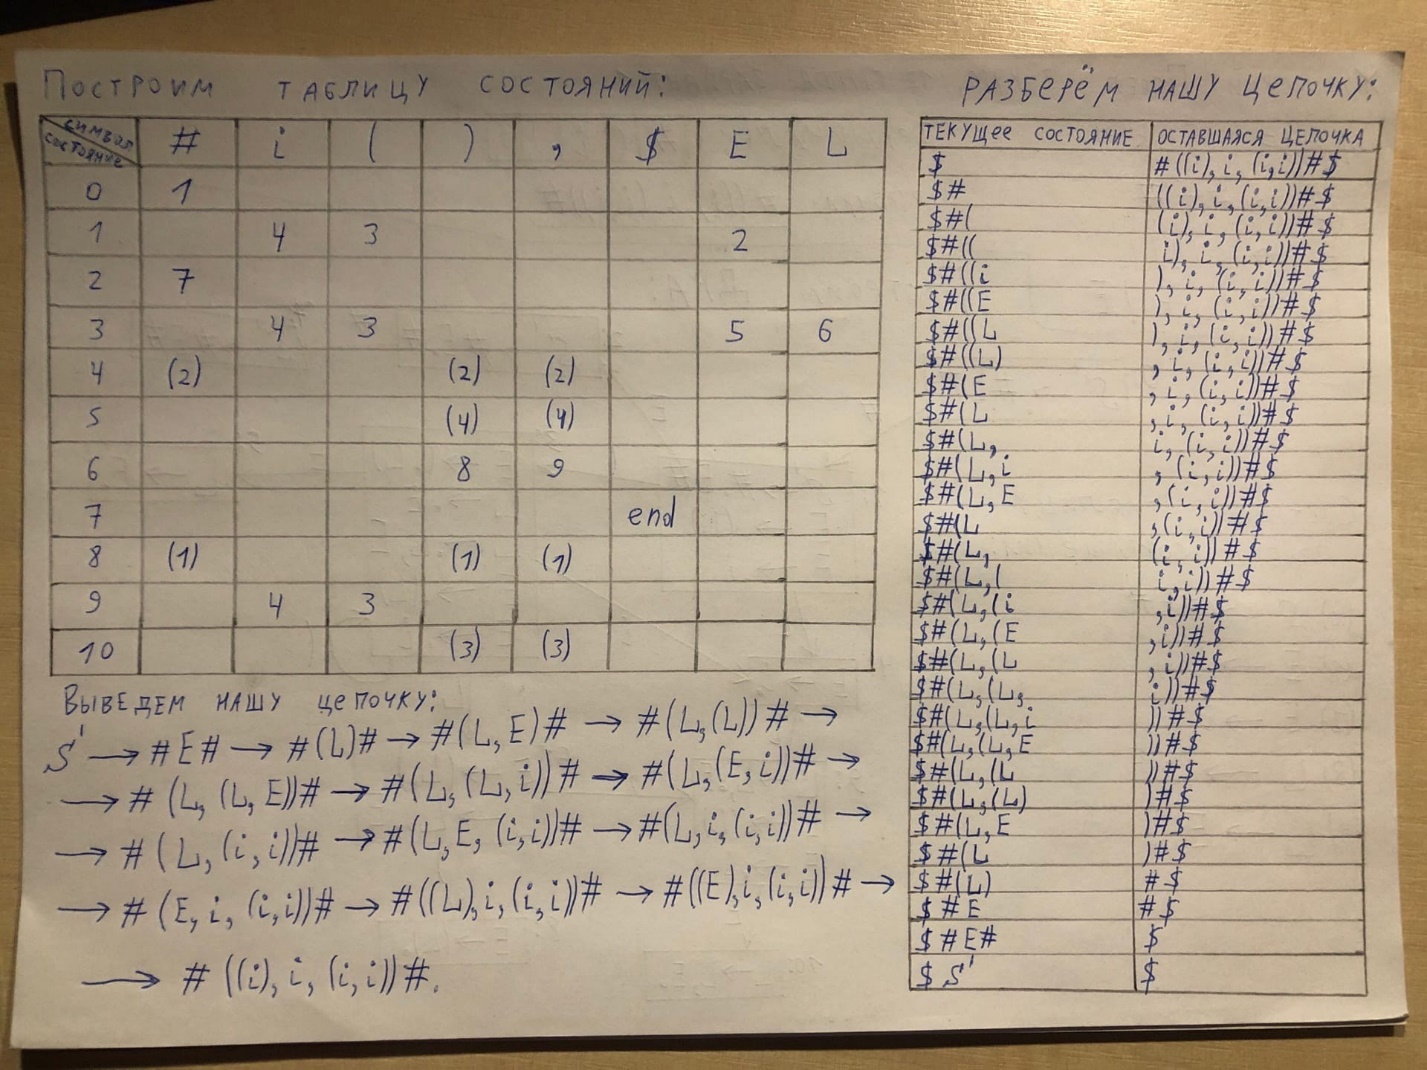 Построим таблицу состояний:
символ
состояние # i ( ) , $ E L
0 1
1 4 3 2
2 7
3 4 3 5 6
4 (2) (2) (2)
5 (4) (4)
6 8 9
7 end
8 (1) (1) (1)
9 4 3
10 (3) (3)
Выведем нашу цепочку:
S' → #E# → #(L)# → #(L,E)# → #(L,(L))# →
→ #(L,(L,E))# → #(L,(L,i))# → #(L,(E,i))# →
→ #(L,(i,i))# → #(L,E,(i,i))# → #(L,i,(i,i))# →
→ #(E,i,(i,i))# → #((L),i,(i,i))# → #((E),i,(i,i))# →
→ #((i),i,(i,i))#.
Разберём нашу цепочку:
текущее состояние оставшаяся цепочка
$ #((i),i,(i,i))#$
$# ((i),i,(i,i))#$
$#( (i),i,(i,i))#$
$#(( i),i,(i,i))#$
$#((i ),i,(i,i))#$
$#((E ),i,(i,i))#$
$#((L ),i,(i,i))#$
$#((L) ,i,(i,i))#$
$#(E ,i,(i,i))#$
$#(L ,i,(i,i))#$
$#(L, i,(i,i))#$
$#(L,i ,(i,i))#$
$#(L,E ,(i,i))#$
$#(L ,(i,i))#$
$#(L, (i,i))#$
$#(L,( i,i))#$
$#(L,(i ,i))#$
$#(L,(E ,i))#$
$#(L,(L ,i))#$
$#(L,(L, i))#$
$#(L,(L,i ))#$
$#(L,(L,E ))#$
$#(L,(L ))#$
$#(L,(L) )#$
$#(L,E )#$
$#(L )#$
$#(L) #$
$#E #$
$#E# $
$S' $